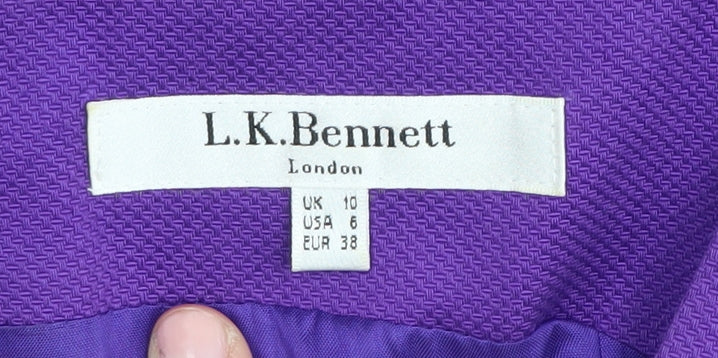 L.K.Bennett
London
UK 10
USA 6
EUR 38